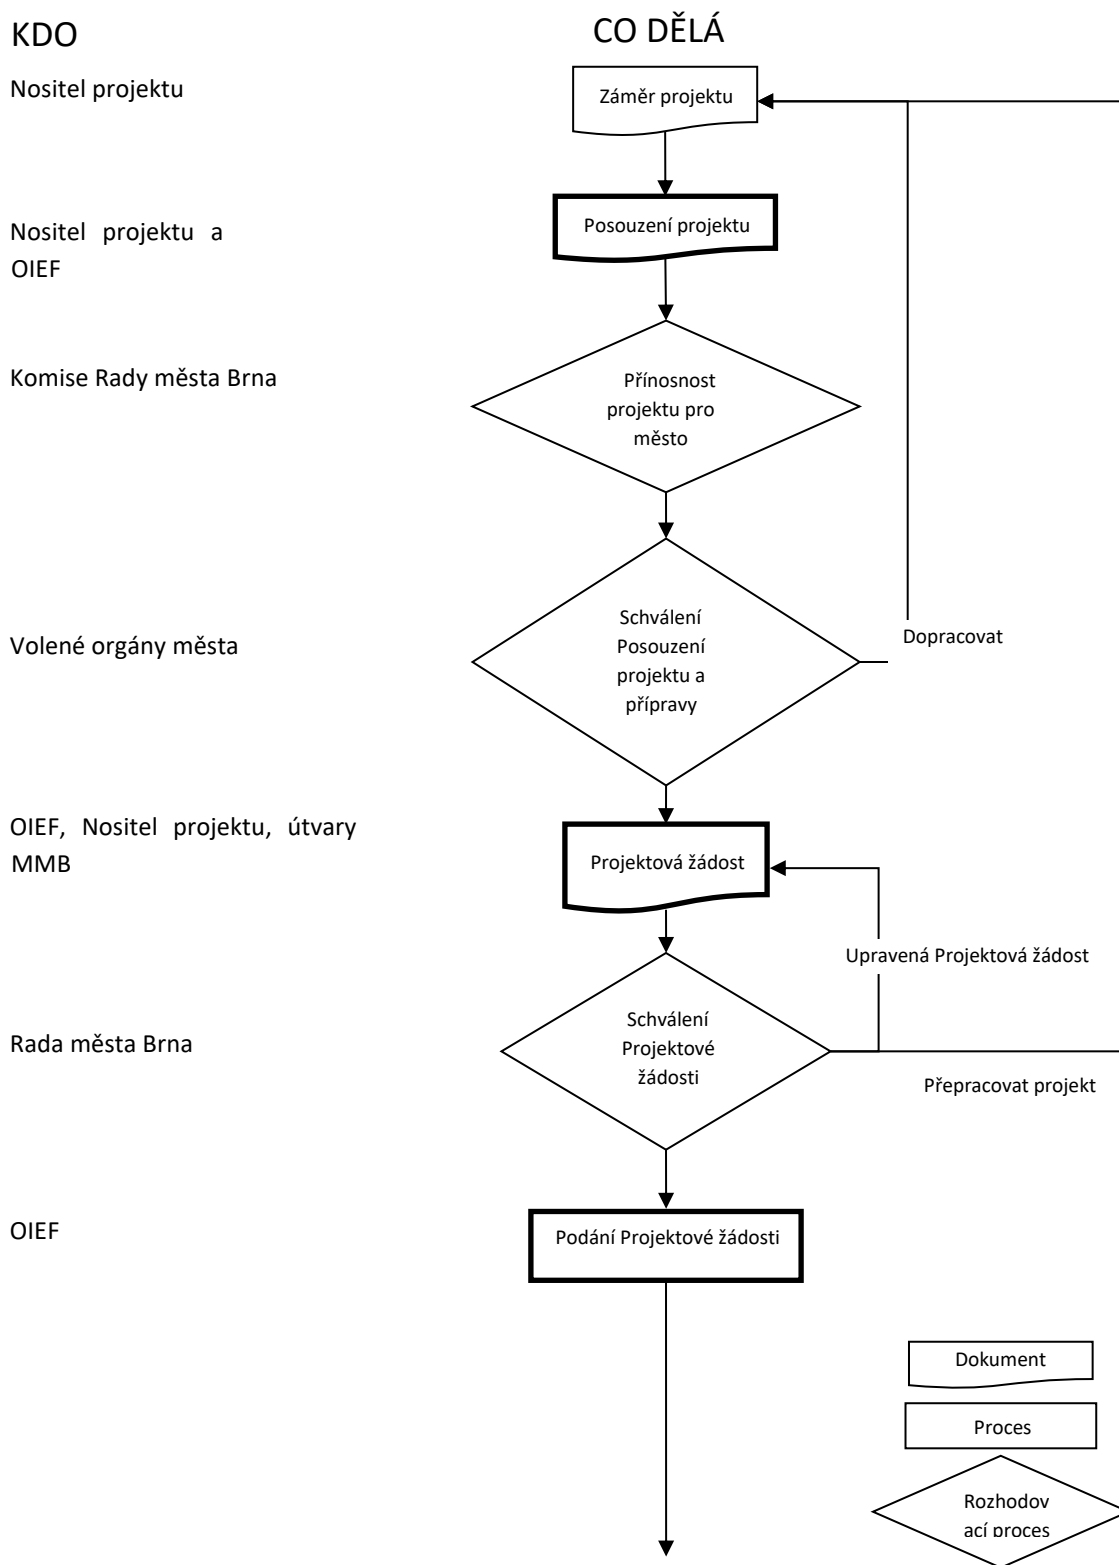 KDO
CO DĚLÁ
Nositel projektu
Záměr projektu
Nositel projektu a
OIEF
Posouzení projektu
Komise Rady města Brna
Přínosnost
projektu pro
město
Volené orgány města
Schválení
Posouzení
projektu a
přípravy
Dopracovat
OIEF, Nositel projektu, útvary
MMB
Projektová žádost
Upravená Projektová žádost
Rada města Brna
Schválení
Projektové
žádosti
Přepracovat projekt
OIEF
Podání Projektové žádosti
Dokument
Proces
Rozhodov
ací proces